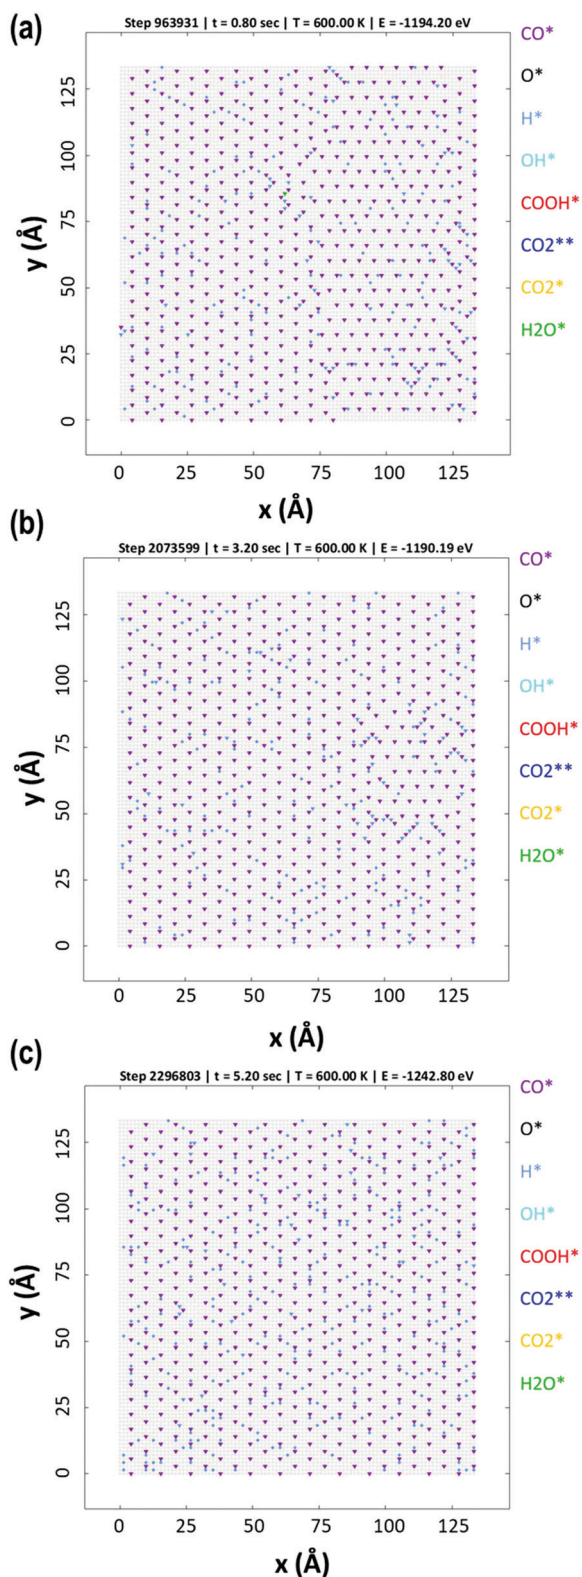 (a)
Step 963931 | t = 0.80 sec | T = 600.00 K | E = -1194.20 eV
CO*
O*
H*
OH*
COOH*
CO2**
CO2*
H2O*
125
100
75
50
25
0
y (Å)
0 25 50 75 100 125
x (Å)
(b)
Step 2073599 | t = 3.20 sec | T = 600.00 K | E = -1190.19 eV
CO*
O*
H*
OH*
COOH*
CO2**
CO2*
H2O*
125
100
75
50
25
0
y (Å)
0 25 50 75 100 125
x (Å)
(c)
Step 2296803 | t = 5.20 sec | T = 600.00 K | E = -1242.80 eV
CO*
O*
H*
OH*
COOH*
CO2**
CO2*
H2O*
125
100
75
50
25
0
y (Å)
0 25 50 75 100 125
x (Å)